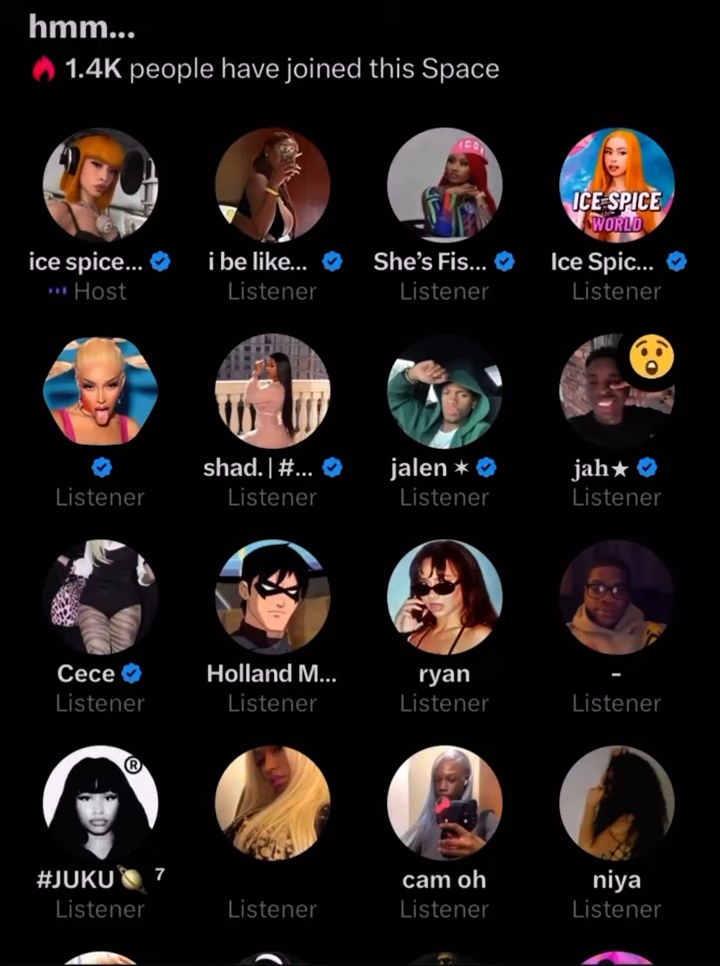 hmm...
1.4K people have joined this Space
ICON
ICE SPICE
WORLD
ice spice... i be like... She's Fis... Ice Spic...
Host Listener Listener Listener
shad. | #... jalen ✶ jah★
Listener Listener Listener Listener
Cece Holland M... ryan -
Listener Listener Listener Listener
®
#JUKU🪐 7 cam oh niya
Listener Listener Listener Listener